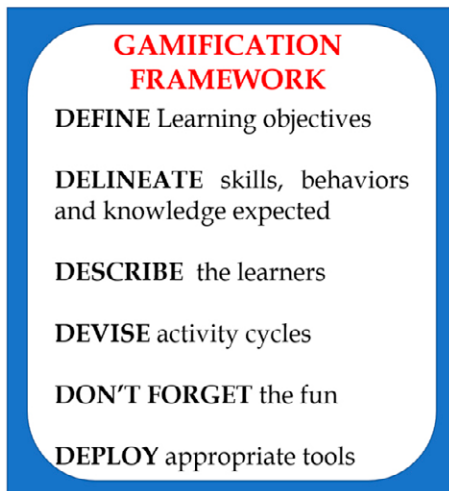 GAMIFICATION
FRAMEWORK
DEFINE Learning objectives
DELINEATE skills, behaviors
and knowledge expected
DESCRIBE the learners
DEVISE activity cycles
DON'T FORGET the fun
DEPLOY appropriate tools